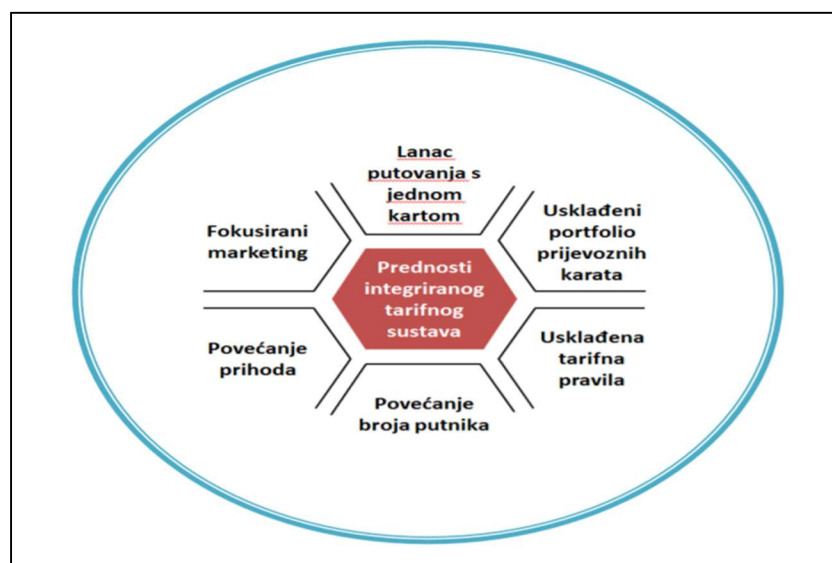 Lanac
putovanja s
jednom
kartom
Usklađeni
portfolio
prijevoznih
karata
Fokusirani
marketing
Prednosti
integriranog
tarifnog
sustava
Usklađena
tarifna
pravila
Povećanje
prihoda
Povećanje
broja putnika